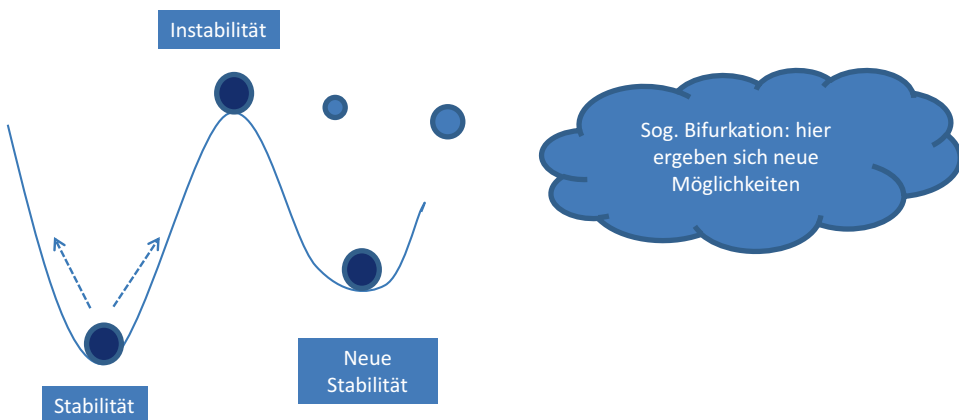 Instabilität
Sog. Bifurkation: hier
ergeben sich neue
Möglichkeiten
Neue
Stabilität
Stabilität